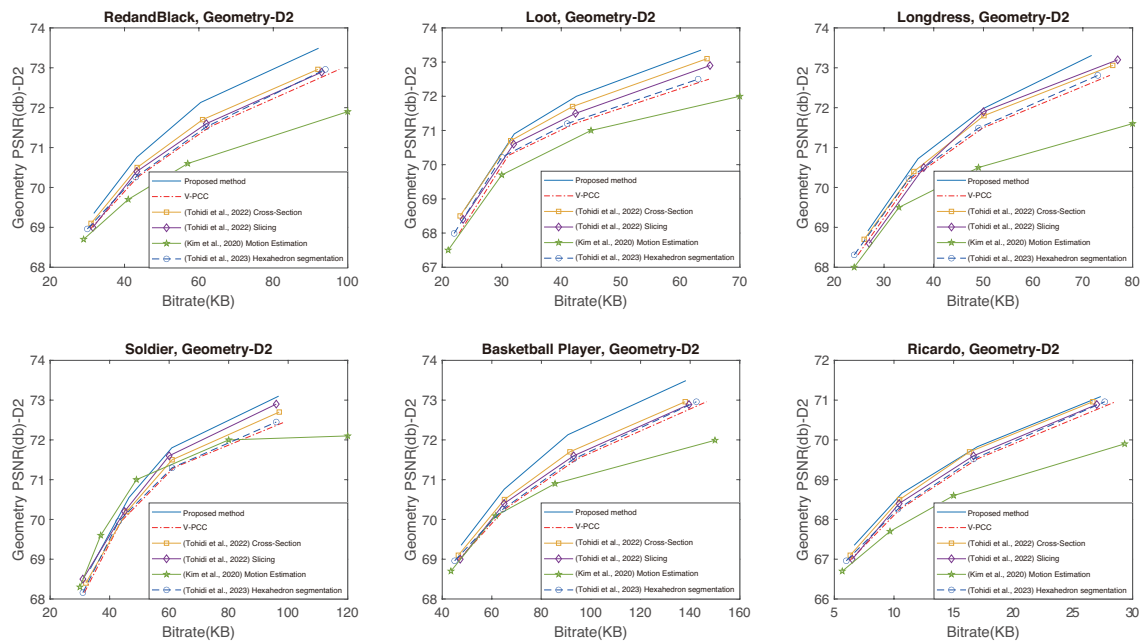 RedandBlack, Geometry-D2
Geometry PSNR(db)-D2
74
73
72
71
70
69
68
Proposed method
V-PCC
(Tohidi et al., 2022) Cross-Section
(Tohidi et al., 2022) Slicing
(Kim et al., 2020) Motion Estimation
(Tohidi et al., 2023) Hexahedron segmentation
20 40 60 80 100
Bitrate(KB)
Loot, Geometry-D2
Geometry PSNR(db)-D2
74
73
72
71
70
69
68
67
Proposed method
V-PCC
(Tohidi et al., 2022) Cross-Section
(Tohidi et al., 2022) Slicing
(Kim et al., 2020) Motion Estimation
(Tohidi et al., 2023) Hexahedron segmentation
20 30 40 50 60 70
Bitrate(KB)
Longdress, Geometry-D2
Geometry PSNR(db)-D2
74
73
72
71
70
69
68
Proposed method
V-PCC
(Tohidi et al., 2022) Cross-Section
(Tohidi et al., 2022) Slicing
(Kim et al., 2020) Motion Estimation
(Tohidi et al., 2023) Hexahedron segmentation
20 30 40 50 60 70 80
Bitrate(KB)
Soldier, Geometry-D2
Geometry PSNR(db)-D2
74
73
72
71
70
69
68
Proposed method
V-PCC
(Tohidi et al., 2022) Cross-Section
(Tohidi et al., 2022) Slicing
(Kim et al., 2020) Motion Estimation
(Tohidi et al., 2023) Hexahedron segmentation
20 40 60 80 100 120
Bitrate(KB)
Basketball Player, Geometry-D2
Geometry PSNR(db)-D2
74
73
72
71
70
69
68
Proposed method
V-PCC
(Tohidi et al., 2022) Cross-Section
(Tohidi et al., 2022) Slicing
(Kim et al., 2020) Motion Estimation
(Tohidi et al., 2023) Hexahedron segmentation
40 60 80 100 120 140 160
Bitrate(KB)
Ricardo, Geometry-D2
Geometry PSNR(db)-D2
72
71
70
69
68
67
66
Proposed method
V-PCC
(Tohidi et al., 2022) Cross-Section
(Tohidi et al., 2022) Slicing
(Kim et al., 2020) Motion Estimation
(Tohidi et al., 2023) Hexahedron segmentation
5 10 15 20 25 30
Bitrate(KB)